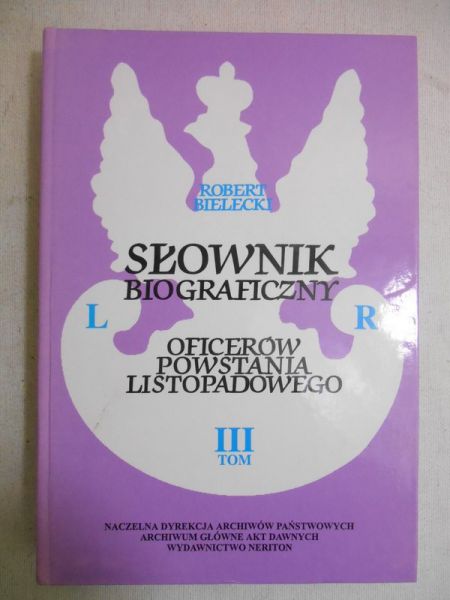 ROBERT
BIELECKI
SŁOWNIK
BIOGRAFICZNY
L R
OFICERÓW
POWSTANIA
LISTOPADOWEGO
III
TOM
NACZELNA DYREKCJA ARCHIWÓW PAŃSTWOWYCH
ARCHIWUM GŁÓWNE AKT DAWNYCH
WYDAWNICTWO NERITON